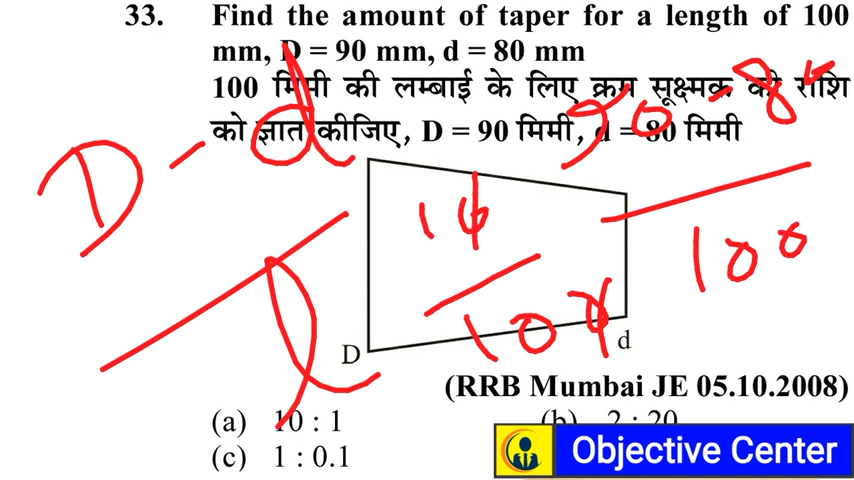 33. Find the amount of taper for a length of 100
mm, D = 90 mm, d = 80 mm
100 मिमी की लम्बाई के लिए क्रम सूक्ष्मक की राशि
को ज्ञात कीजिए, D = 90 मिमी, d = 80 मिमी
D - d
l
90 - 80
100
10
100
D
d
(RRB Mumbai JE 05.10.2008)
(a) 10 : 1
(b) 2 : 20
(c) 1 : 0.1
Objective Center